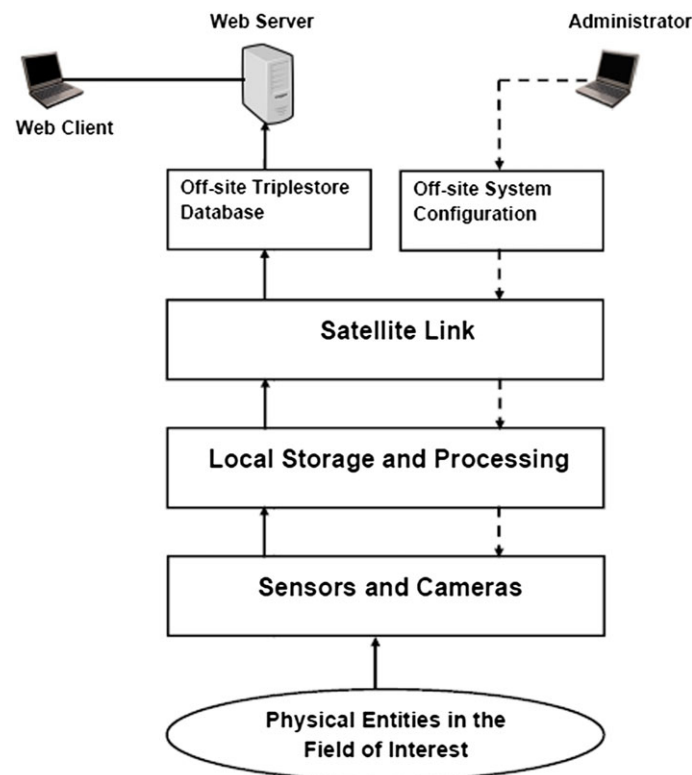 Web Server
Administrator
Web Client
Off-site Triplestore
Database
Off-site System
Configuration
Satellite Link
Local Storage and Processing
Sensors and Cameras
Physical Entities in the
Field of Interest